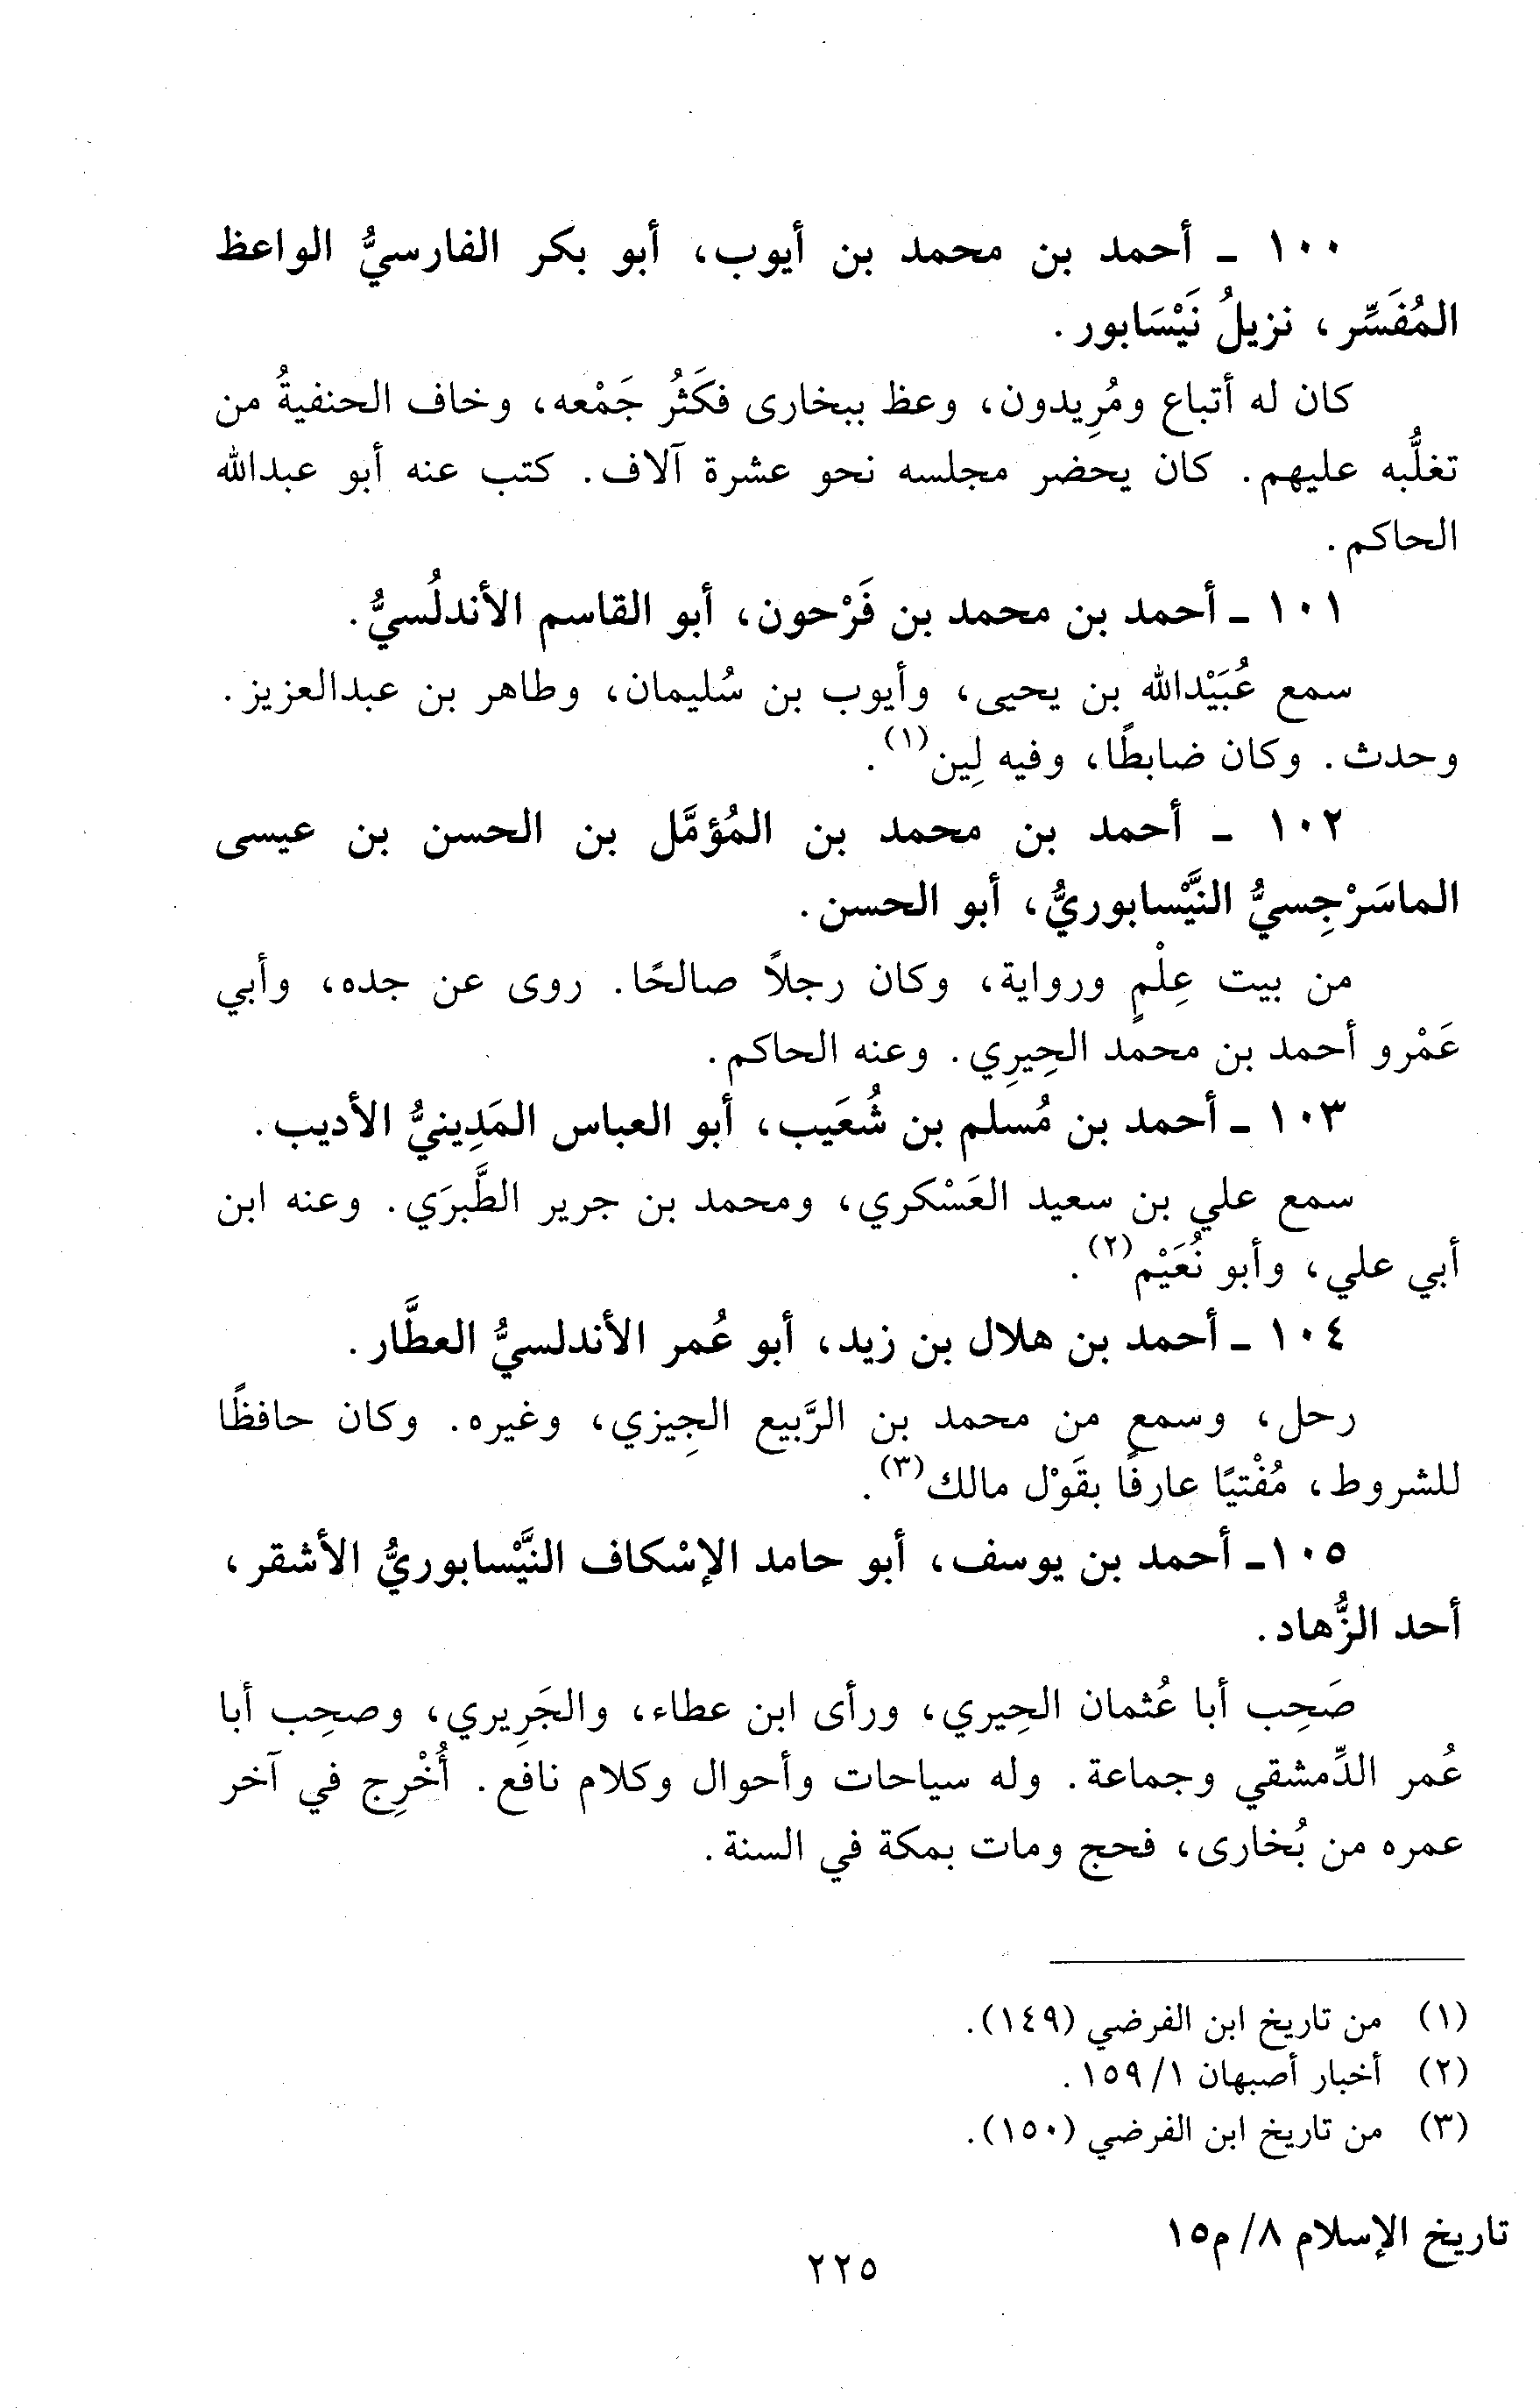 ١٠٠ ـ أحمد بن محمد بن أيوب، أبو بكر الفارسيُّ الواعظ
المُفَسِّر، نزيلُ نَيْسَابور.
كان له أتباع ومُرِيدون، وعظ ببخارى فكَثُر جَمْعه، وخاف الحنفيةُ من
تغلُّبه عليهم. كان يحضر مجلسه نحو عشرة آلاف. كتب عنه أبو عبدالله
الحاكم.
١٠١ ـ أحمد بن محمد بن فَرْحون، أبو القاسم الأندلُسيُّ.
سمع عُبَيْدالله بن يحيى، وأيوب بن سُليمان، وطاهر بن عبدالعزيز.
وحدث. وكان ضابطًا، وفيه لِين(١).
١٠٢ ـ أحمد بن محمد بن المُؤمَّل بن الحسن بن عيسى
الماسَرْجِسيُّ النَّيْسابوريُّ، أبو الحسن.
من بيت عِلْمٍ ورواية، وكان رجلاً صالحًا. روى عن جده، وأبي
عَمْرو أحمد بن محمد الحِيرِي. وعنه الحاكم.
١٠٣ ـ أحمد بن مُسلم بن شُعَيب، أبو العباس المَدِينيُّ الأديب.
سمع علي بن سعيد العَسْكري، ومحمد بن جرير الطَّبرَي. وعنه ابن
أبي علي، وأبو نُعَيْم(٢).
١٠٤ ـ أحمد بن هلال بن زيد، أبو عُمر الأندلسيُّ العطَّار.
رحل، وسمع من محمد بن الرَّبيع الجِيزي، وغيره. وكان حافظًا
للشروط، مُفْتيًا عارفًا بقَوْل مالك(٣).
١٠٥ـ أحمد بن يوسف، أبو حامد الإسْكاف النَّيْسابوريُّ الأشقر،
أحد الزُّهاد.
صَحِب أبا عُثمان الحِيري، ورأى ابن عطاء، والجَرِيري، وصحِب أبا
عُمر الدِّمشقي وجماعة. وله سياحات وأحوال وكلام نافع. أُخْرِج في آخر
عمره من بُخارى، فحج ومات بمكة في السنة.
(١) من تاريخ ابن الفرضي (١٤٩).
(٢) أخبار أصبهان ١/ ١٥٩.
(٣) من تاريخ ابن الفرضي (١٥٠).
تاريخ الإسلام ٨/ م١٥
٢٢٥